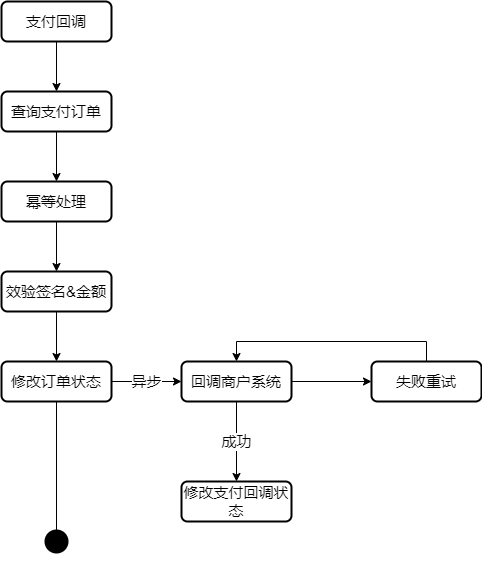 支付回调
查询支付订单
幂等处理
效验签名&金额
修改订单状态
异步
回调商户系统
失败重试
成功
修改支付回调状
态